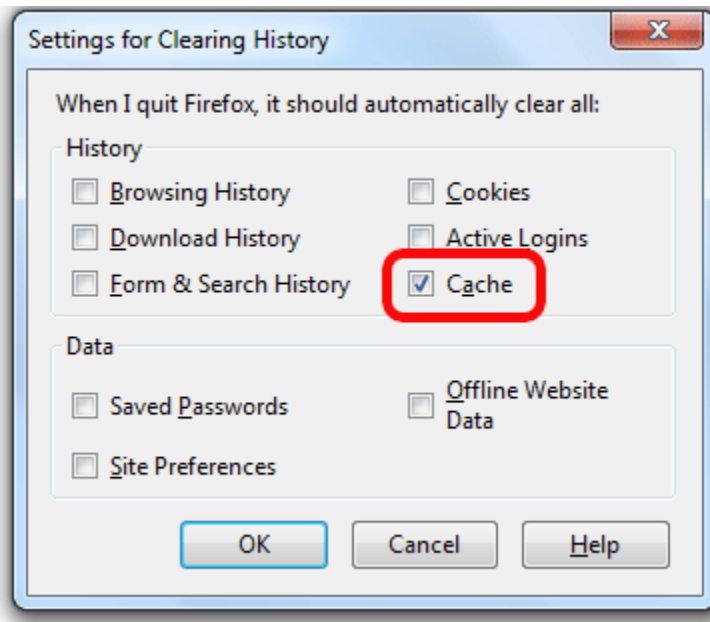 Settings for Clearing History
When I quit Firefox, it should automatically clear all:
History
Browsing History
Cookies
Download History
Active Logins
Form & Search History
Cache
Data
Saved Passwords
Offline Website
Data
Site Preferences
OK
Cancel
Help